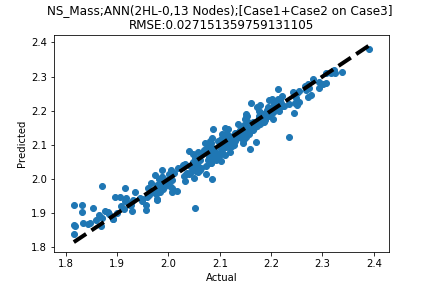 NS_Mass;ANN(2HL-0,13 Nodes);[Case1+Case2 on Case3]
RMSE:0.027151359759131105
2.4
2.3
2.2
2.1
2.0
1.9
1.8
Predicted
1.8 1.9 2.0 2.1 2.2 2.3 2.4
Actual